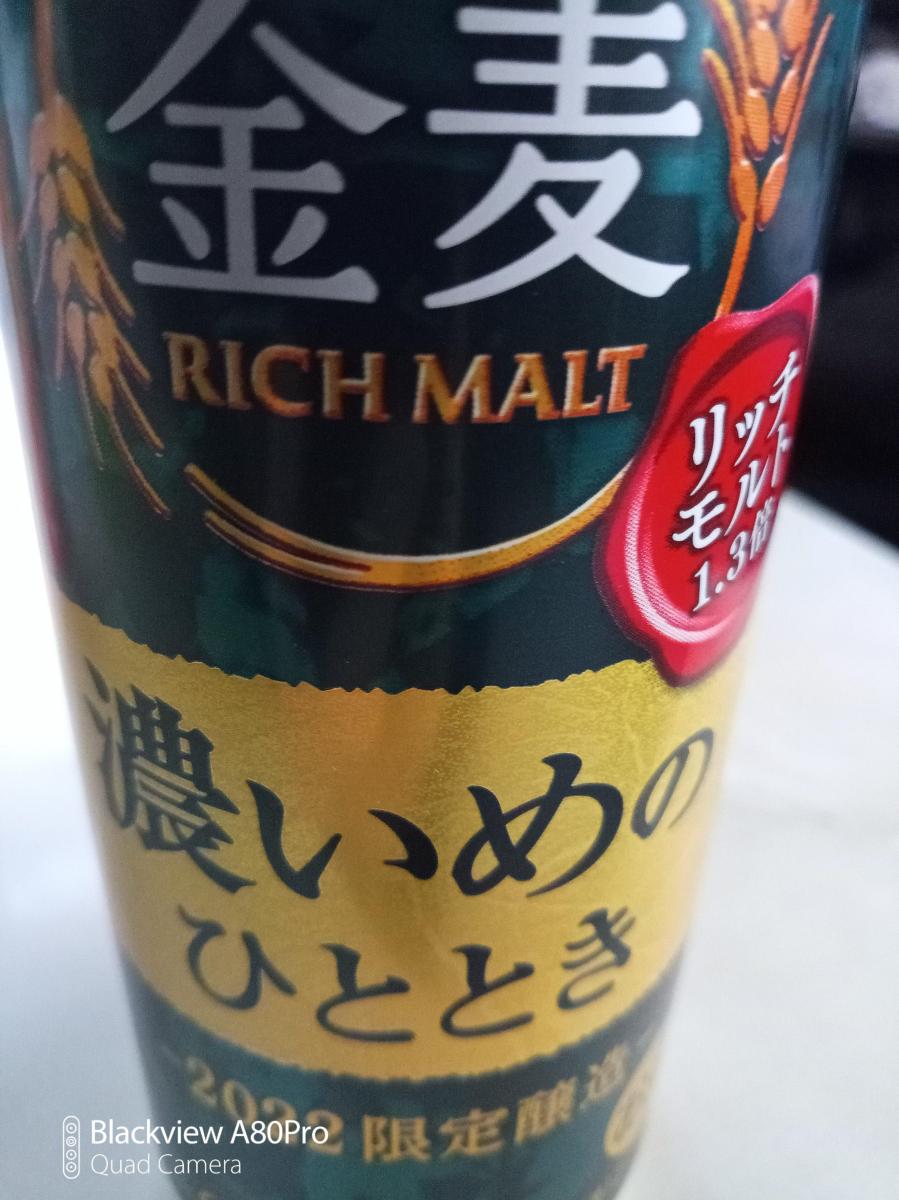 金麦
RICH MALT
リッチ
モルト
1.3倍
濃いめの
ひととき
2022 限定醸造
Blackview A80Pro
Quad Camera